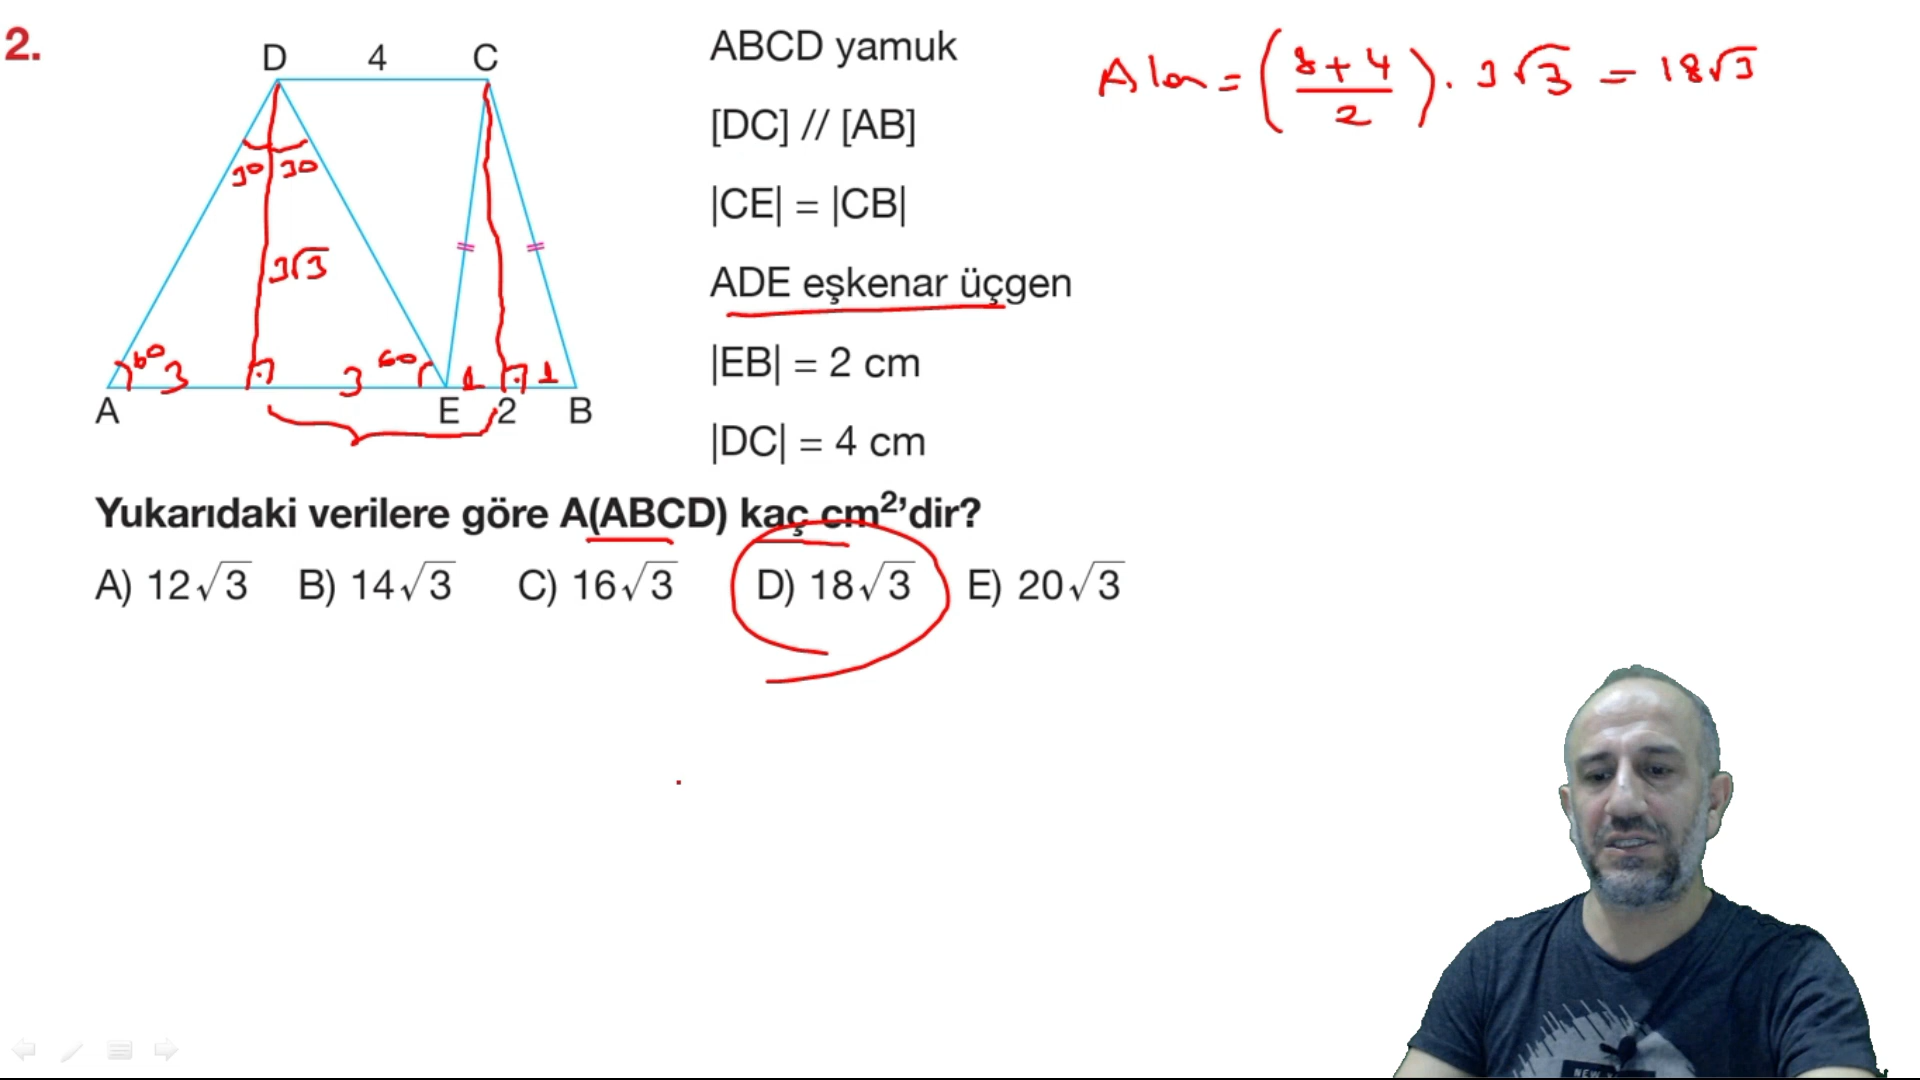 2.
D 4 C
30 30
3√3
60 3 3 60 1 1
A E 2 B
ABCD yamuk
[DC] // [AB]
|CE| = |CB|
ADE eşkenar üçgen
|EB| = 2 cm
|DC| = 4 cm
Alan = (8+4/2) . 3√3 = 18√3
Yukarıdaki verilere göre A(ABCD) kaç cm²'dir?
A) 12√3 B) 14√3 C) 16√3 D) 18√3 E) 20√3